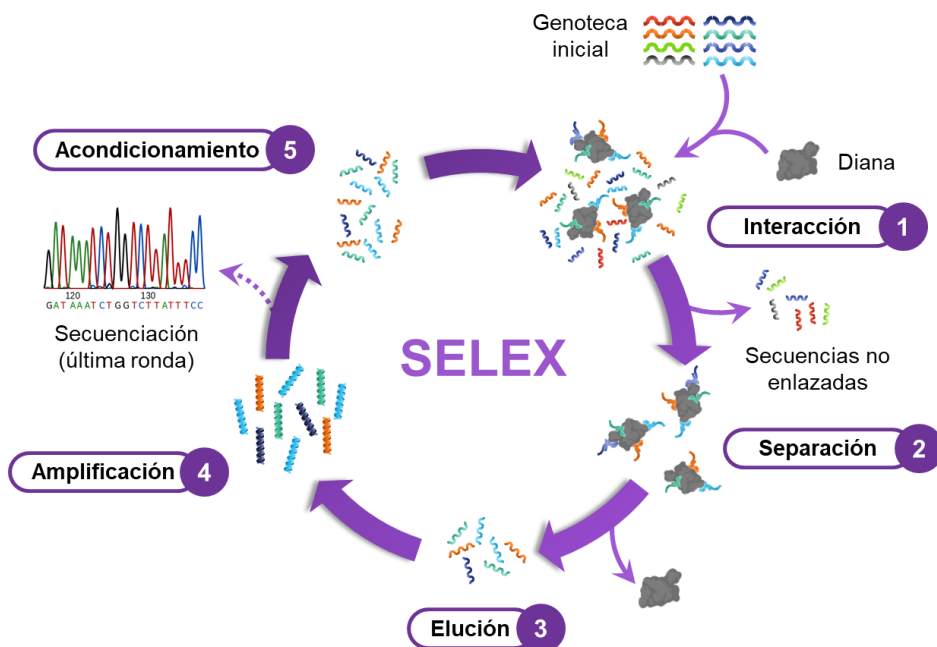 Genoteca
inicial
Diana
Interacción 1
Secuencias no
enlazadas
Separación 2
Elución 3
Amplificación 4
Acondicionamiento 5
120 130
GATAAATCTGGTCTTATTTCC
Secuenciación
(última ronda)
SELEX